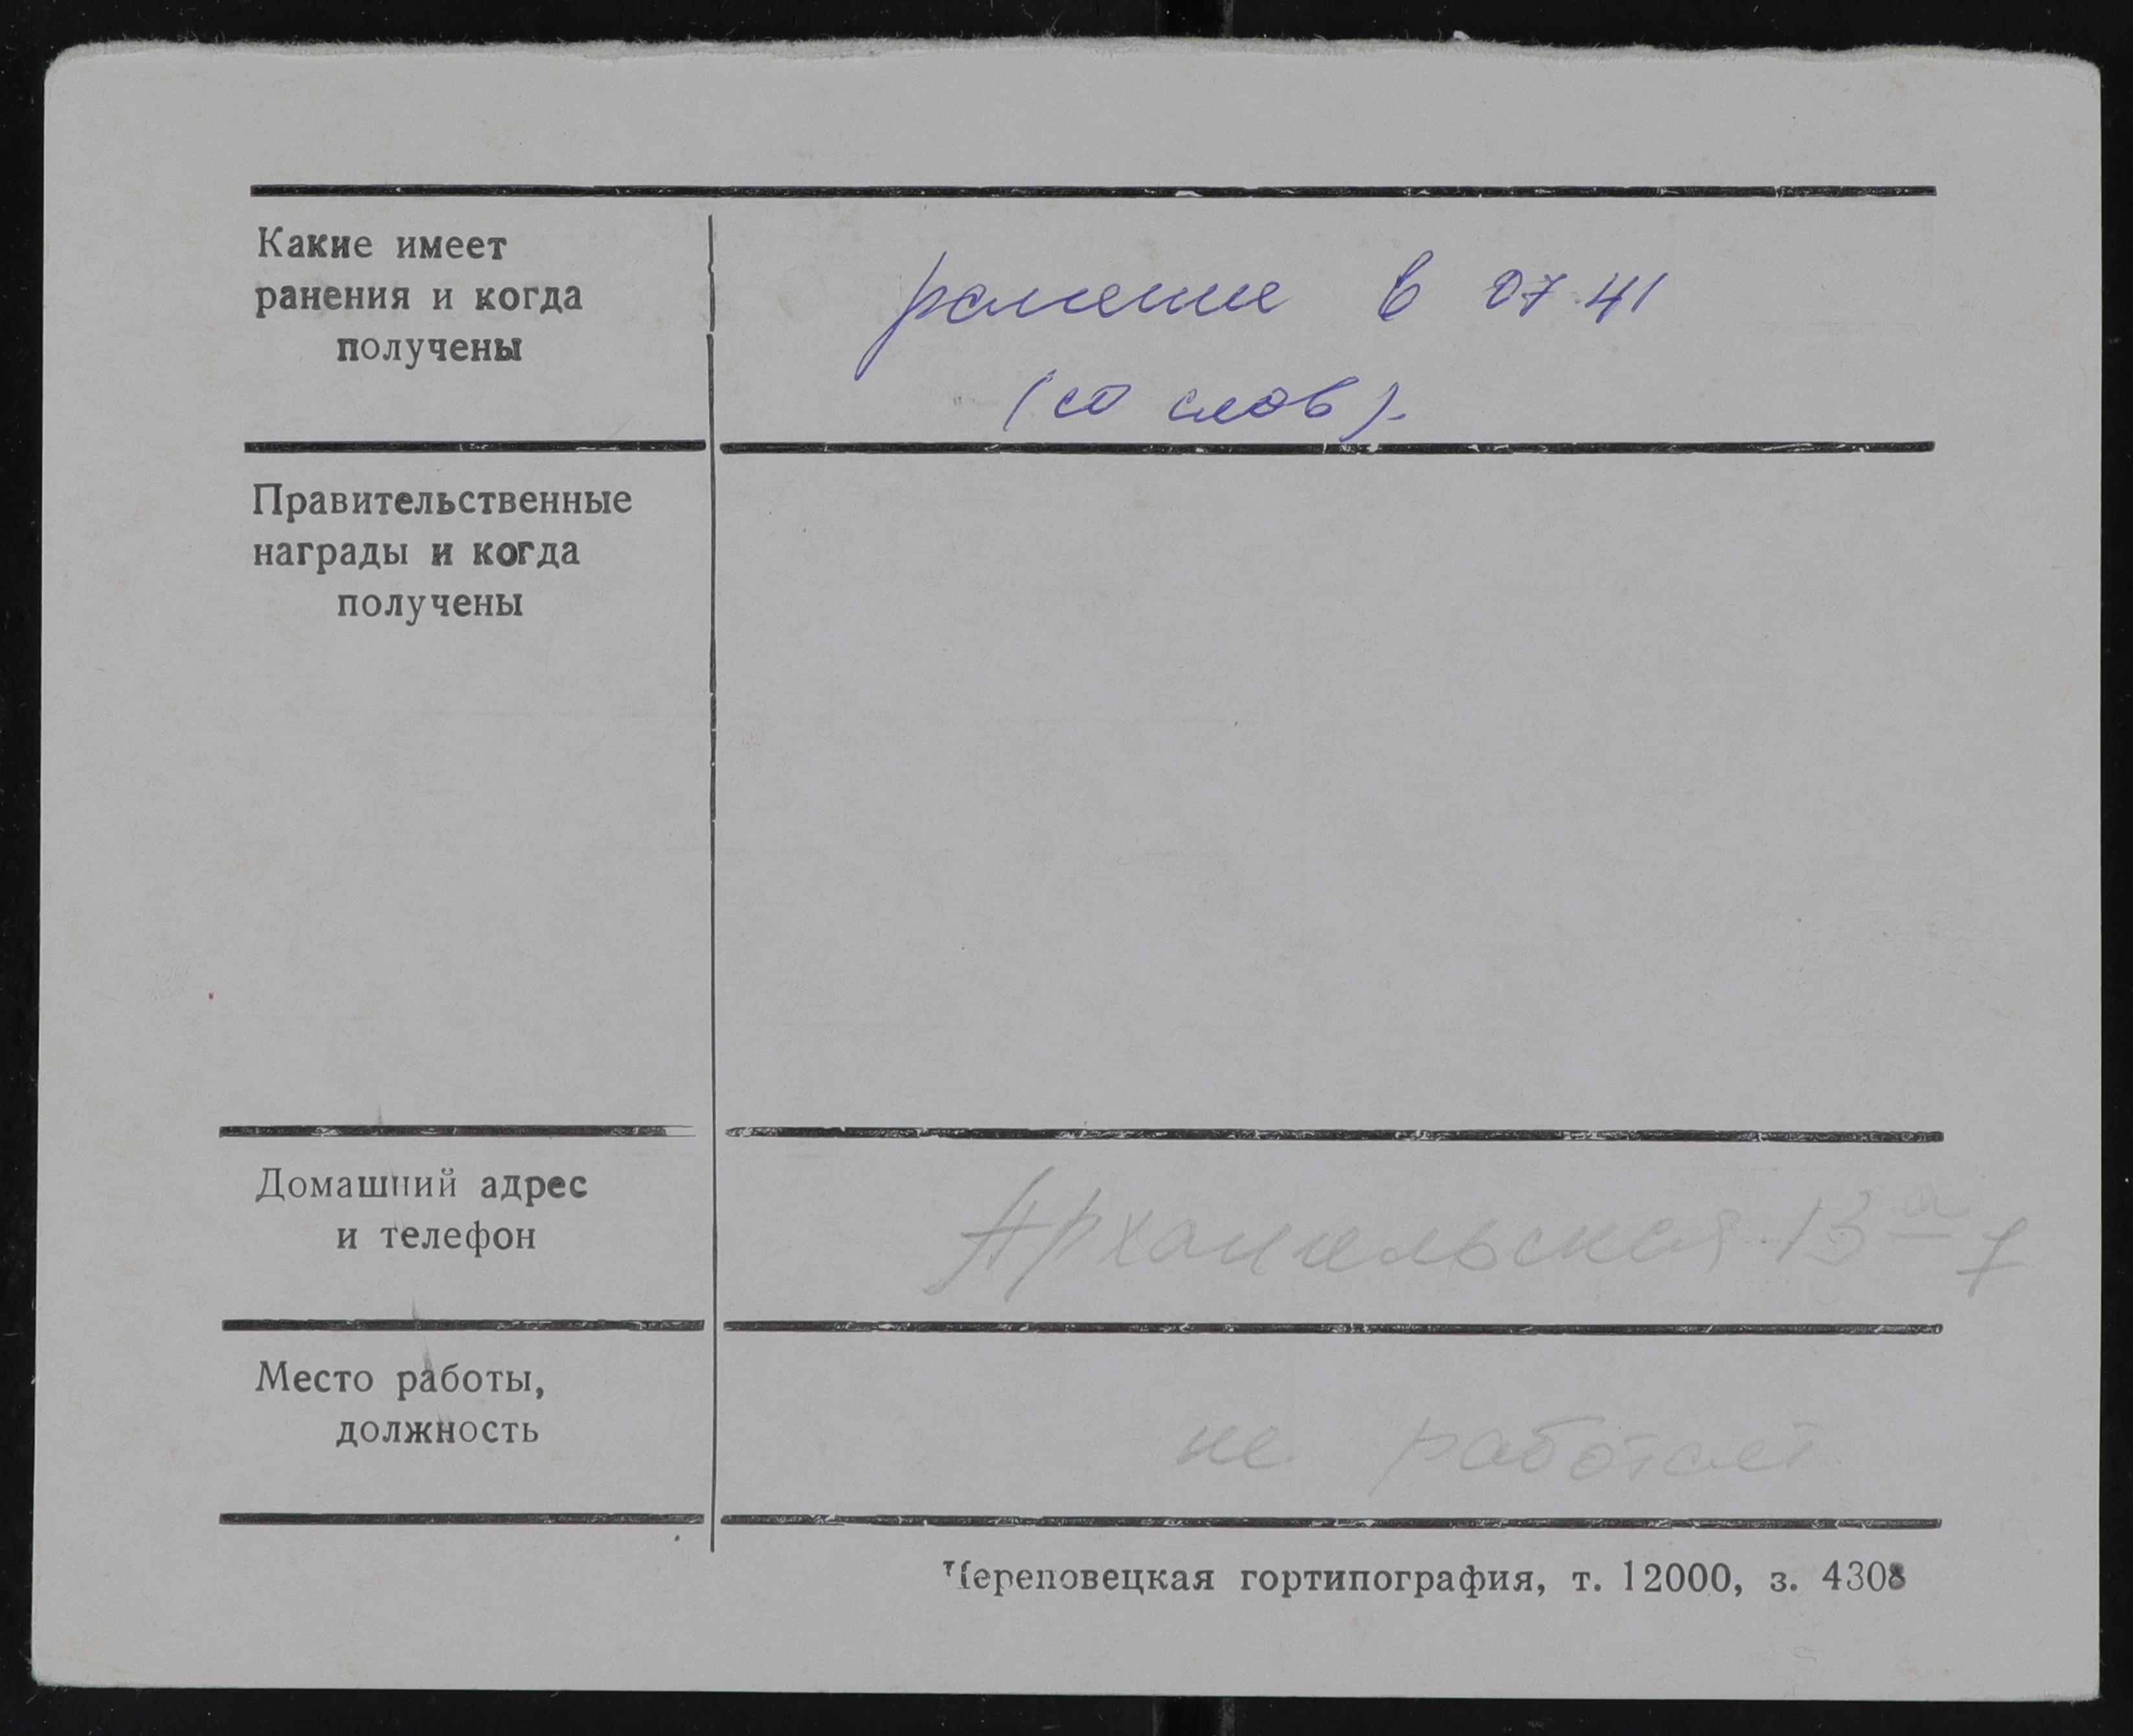 Какие имеет
ранения и когда
получены
ранение в 07.41
(со слов).
Правительственные
награды и когда
получены
Домашний адрес
и телефон
Архангельская 13а 7
Место работы,
должность
не работает
Череповецкая гортипография, т. 12000, з. 4308